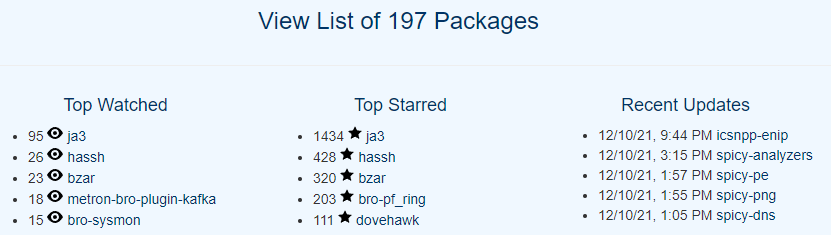 View List of 197 Packages
Top Watched
95 ja3
26 hassh
23 bzar
18 metron-bro-plugin-kafka
15 bro-sysmon
Top Starred
1434 ja3
428 hassh
320 bzar
203 bro-pf_ring
111 dovehawk
Recent Updates
12/10/21, 9:44 PM icsnpp-enip
12/10/21, 3:15 PM spicy-analyzers
12/10/21, 1:57 PM spicy-pe
12/10/21, 1:55 PM spicy-png
12/10/21, 1:05 PM spicy-dns